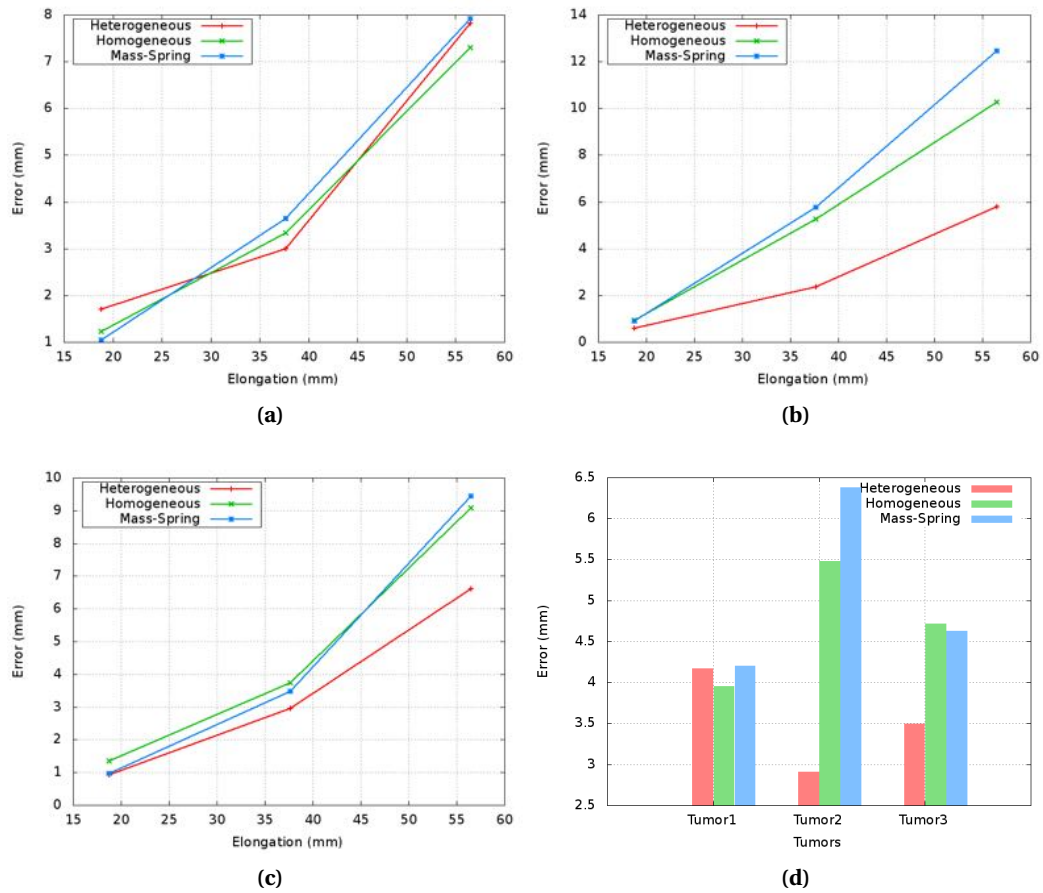 8
7
6
5
4
3
2
1
Error (mm)
Heterogeneous
Homogeneous
Mass-Spring
15 20 25 30 35 40 45 50 55 60
Elongation (mm)
(a)
14
12
10
8
6
4
2
0
Error (mm)
Heterogeneous
Homogeneous
Mass-Spring
15 20 25 30 35 40 45 50 55 60
Elongation (mm)
(b)
10
9
8
7
6
5
4
3
2
1
0
Error (mm)
Heterogeneous
Homogeneous
Mass-Spring
15 20 25 30 35 40 45 50 55 60
Elongation (mm)
(c)
6.5
6
5.5
5
4.5
4
3.5
3
2.5
Error (mm)
Heterogeneous
Homogeneous
Mass-Spring
Tumor1 Tumor2 Tumor3
Tumors
(d)